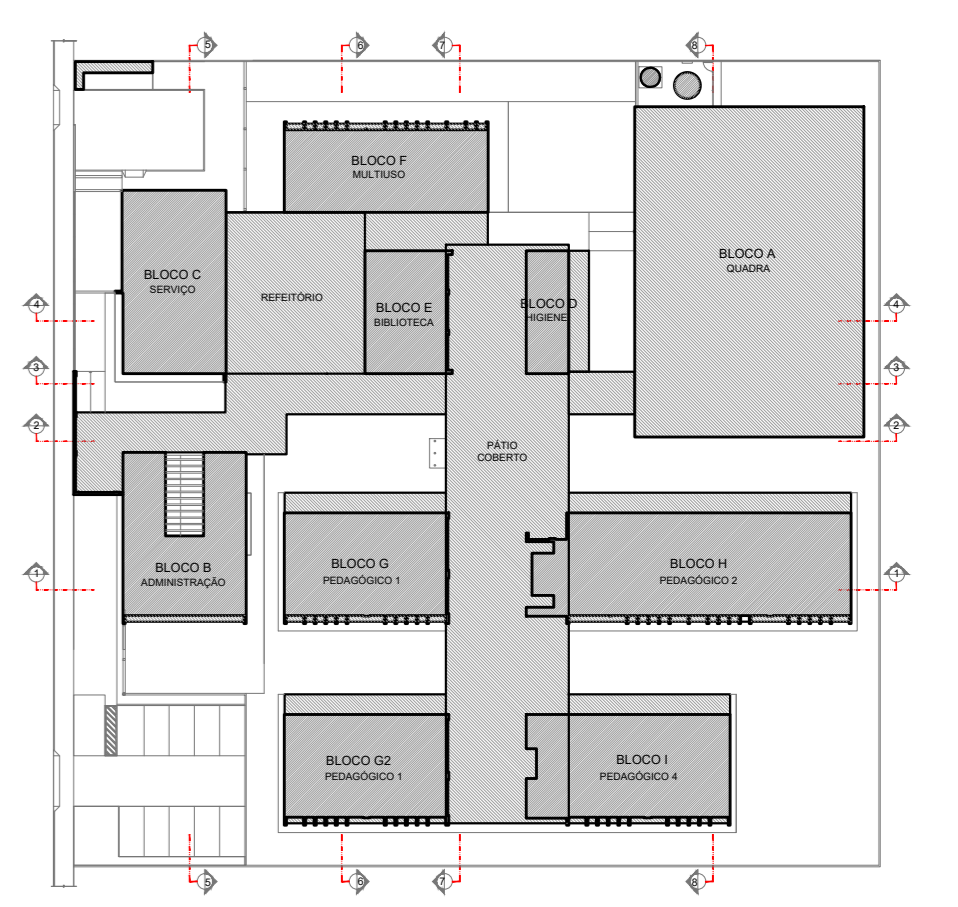 5
6
7
8
BLOCO F
MULTIUSO
BLOCO A
QUADRA
BLOCO C
SERVIÇO
REFEITÓRIO
BLOCO E
BIBLIOTECA
BLOCO D
HIGIENE
4
4
3
3
2
2
PÁTIO
COBERTO
BLOCO B
ADMINISTRAÇÃO
BLOCO G
PEDAGÓGICO 1
BLOCO H
PEDAGÓGICO 2
1
1
BLOCO G2
PEDAGÓGICO 1
BLOCO I
PEDAGÓGICO 4
5
6
7
8